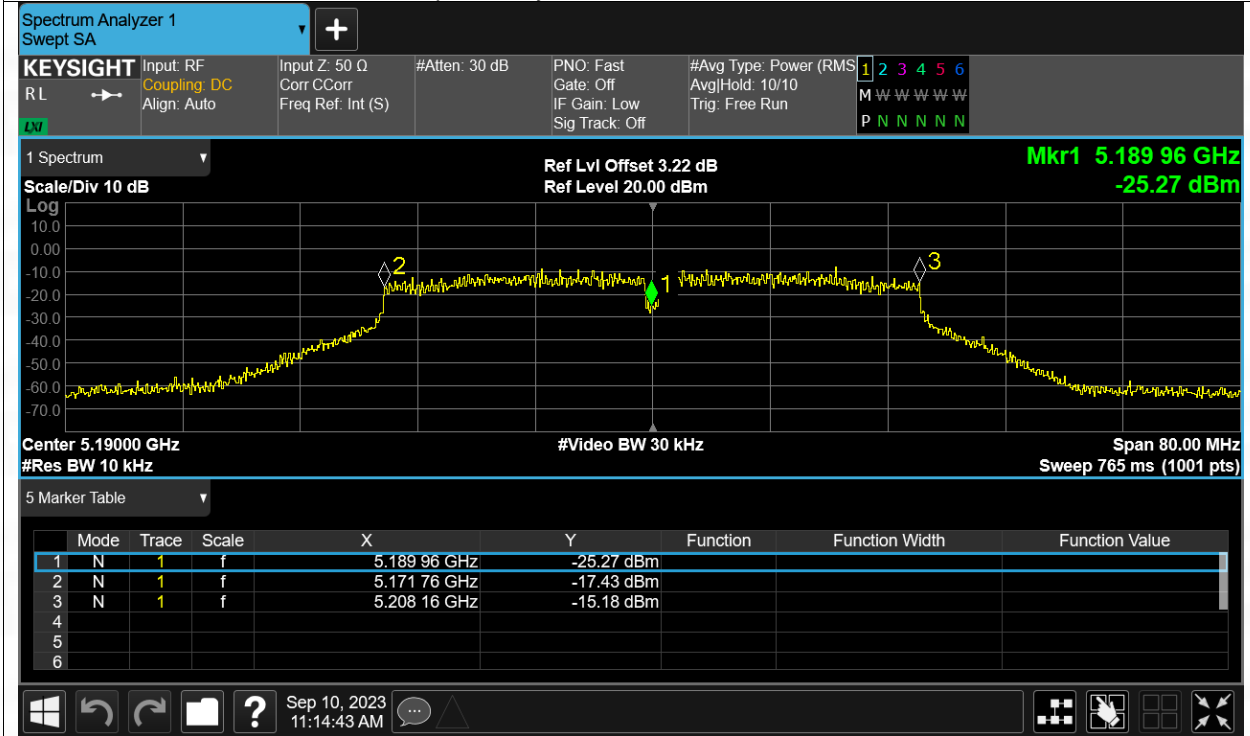 Spectrum Analyzer 1
Swept SA
+
KEYSIGHT Input: RF Input Z: 50 Ω #Atten: 30 dB PNO: Fast #Avg Type: Power (RMS 1 2 3 4 5 6
R L Coupling: DC Corr CCorr Gate: Off Avg|Hold: 10/10 M W W W W W
Align: Auto Freq Ref: Int (S) IF Gain: Low Trig: Free Run
LXI Sig Track: Off P N N N N N
1 Spectrum Ref Lvl Offset 3.22 dB Mkr1 5.189 96 GHz
Scale/Div 10 dB Ref Level 20.00 dBm -25.27 dBm
Log
10.0
0.00
-10.0
-20.0
-30.0
-40.0
-50.0
-60.0
-70.0
2
1
3
Center 5.19000 GHz #Video BW 30 kHz Span 80.00 MHz
#Res BW 10 kHz Sweep 765 ms (1001 pts)
5 Marker Table
Mode Trace Scale X Y Function Function Width Function Value
1 N 1 f 5.189 96 GHz -25.27 dBm
2 N 1 f 5.171 76 GHz -17.43 dBm
3 N 1 f 5.208 16 GHz -15.18 dBm
4
5
6
? Sep 10, 2023
11:14:43 AM